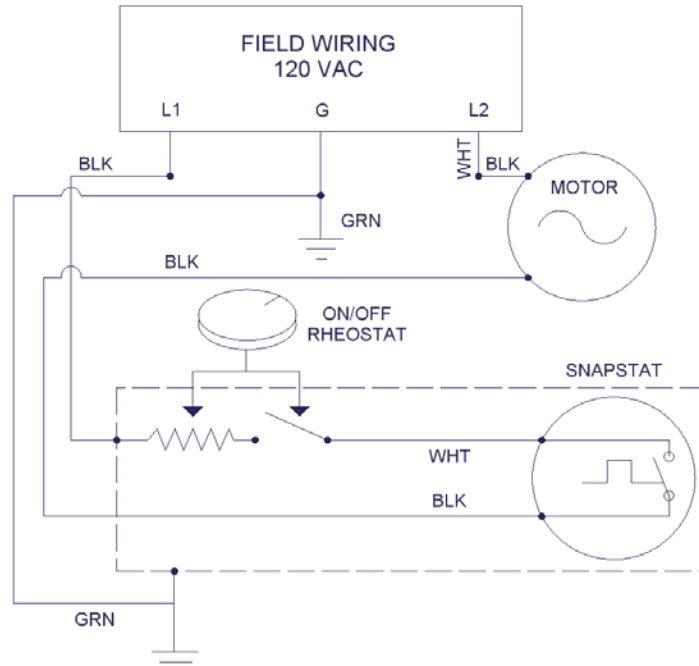 FIELD WIRING
120 VAC
L1
G
L2
BLK
WHT
BLK
MOTOR
GRN
BLK
ON/OFF
RHEOSTAT
SNAPSTAT
WHT
BLK
GRN